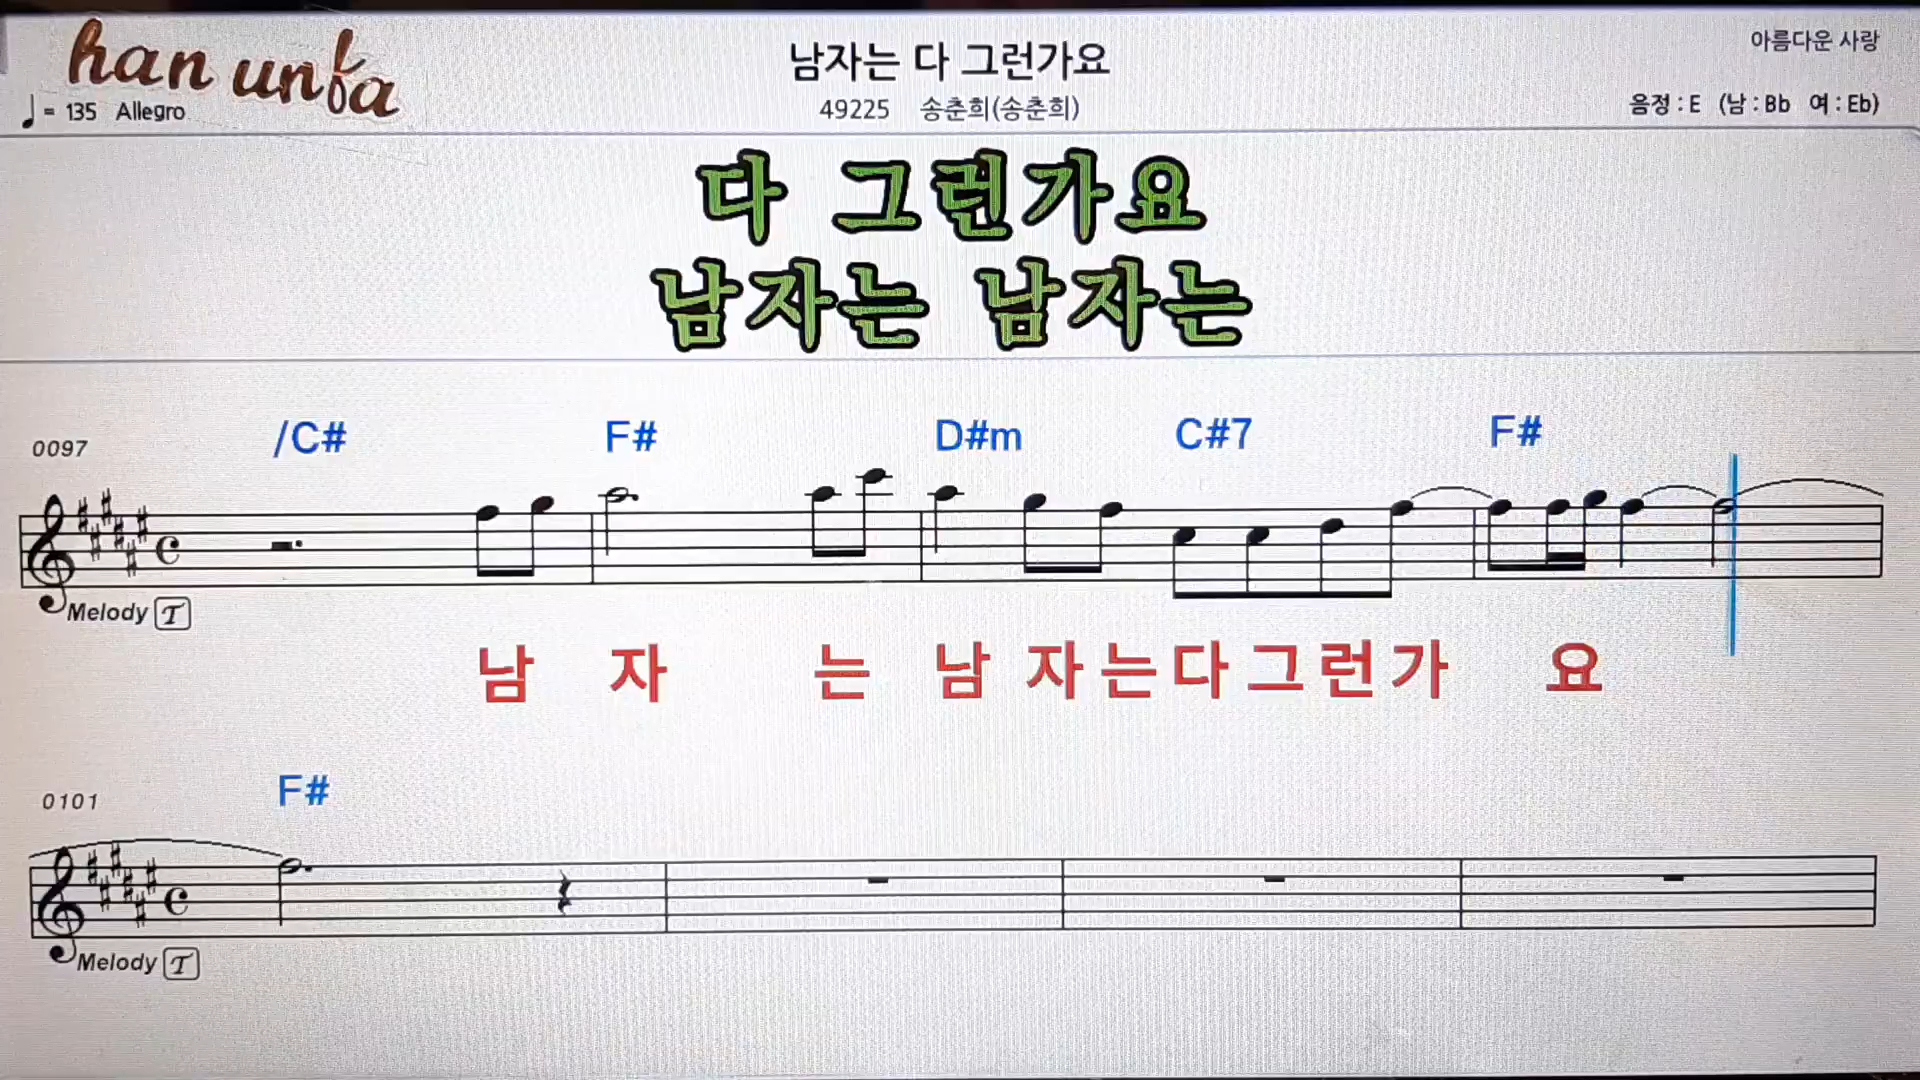 han unfa
남자는 다 그런가요
아름다운 사랑
♩ = 135 Allegro
49225 송춘희(송춘희)
음정 : E (남 : Bb 여 : Eb)
다 그런가요
남자는 남자는
0097 /C# F# D#m C#7 F#
Melody T
남 자 는 남 자 는 다 그 런 가 요
0101 F#
Melody T